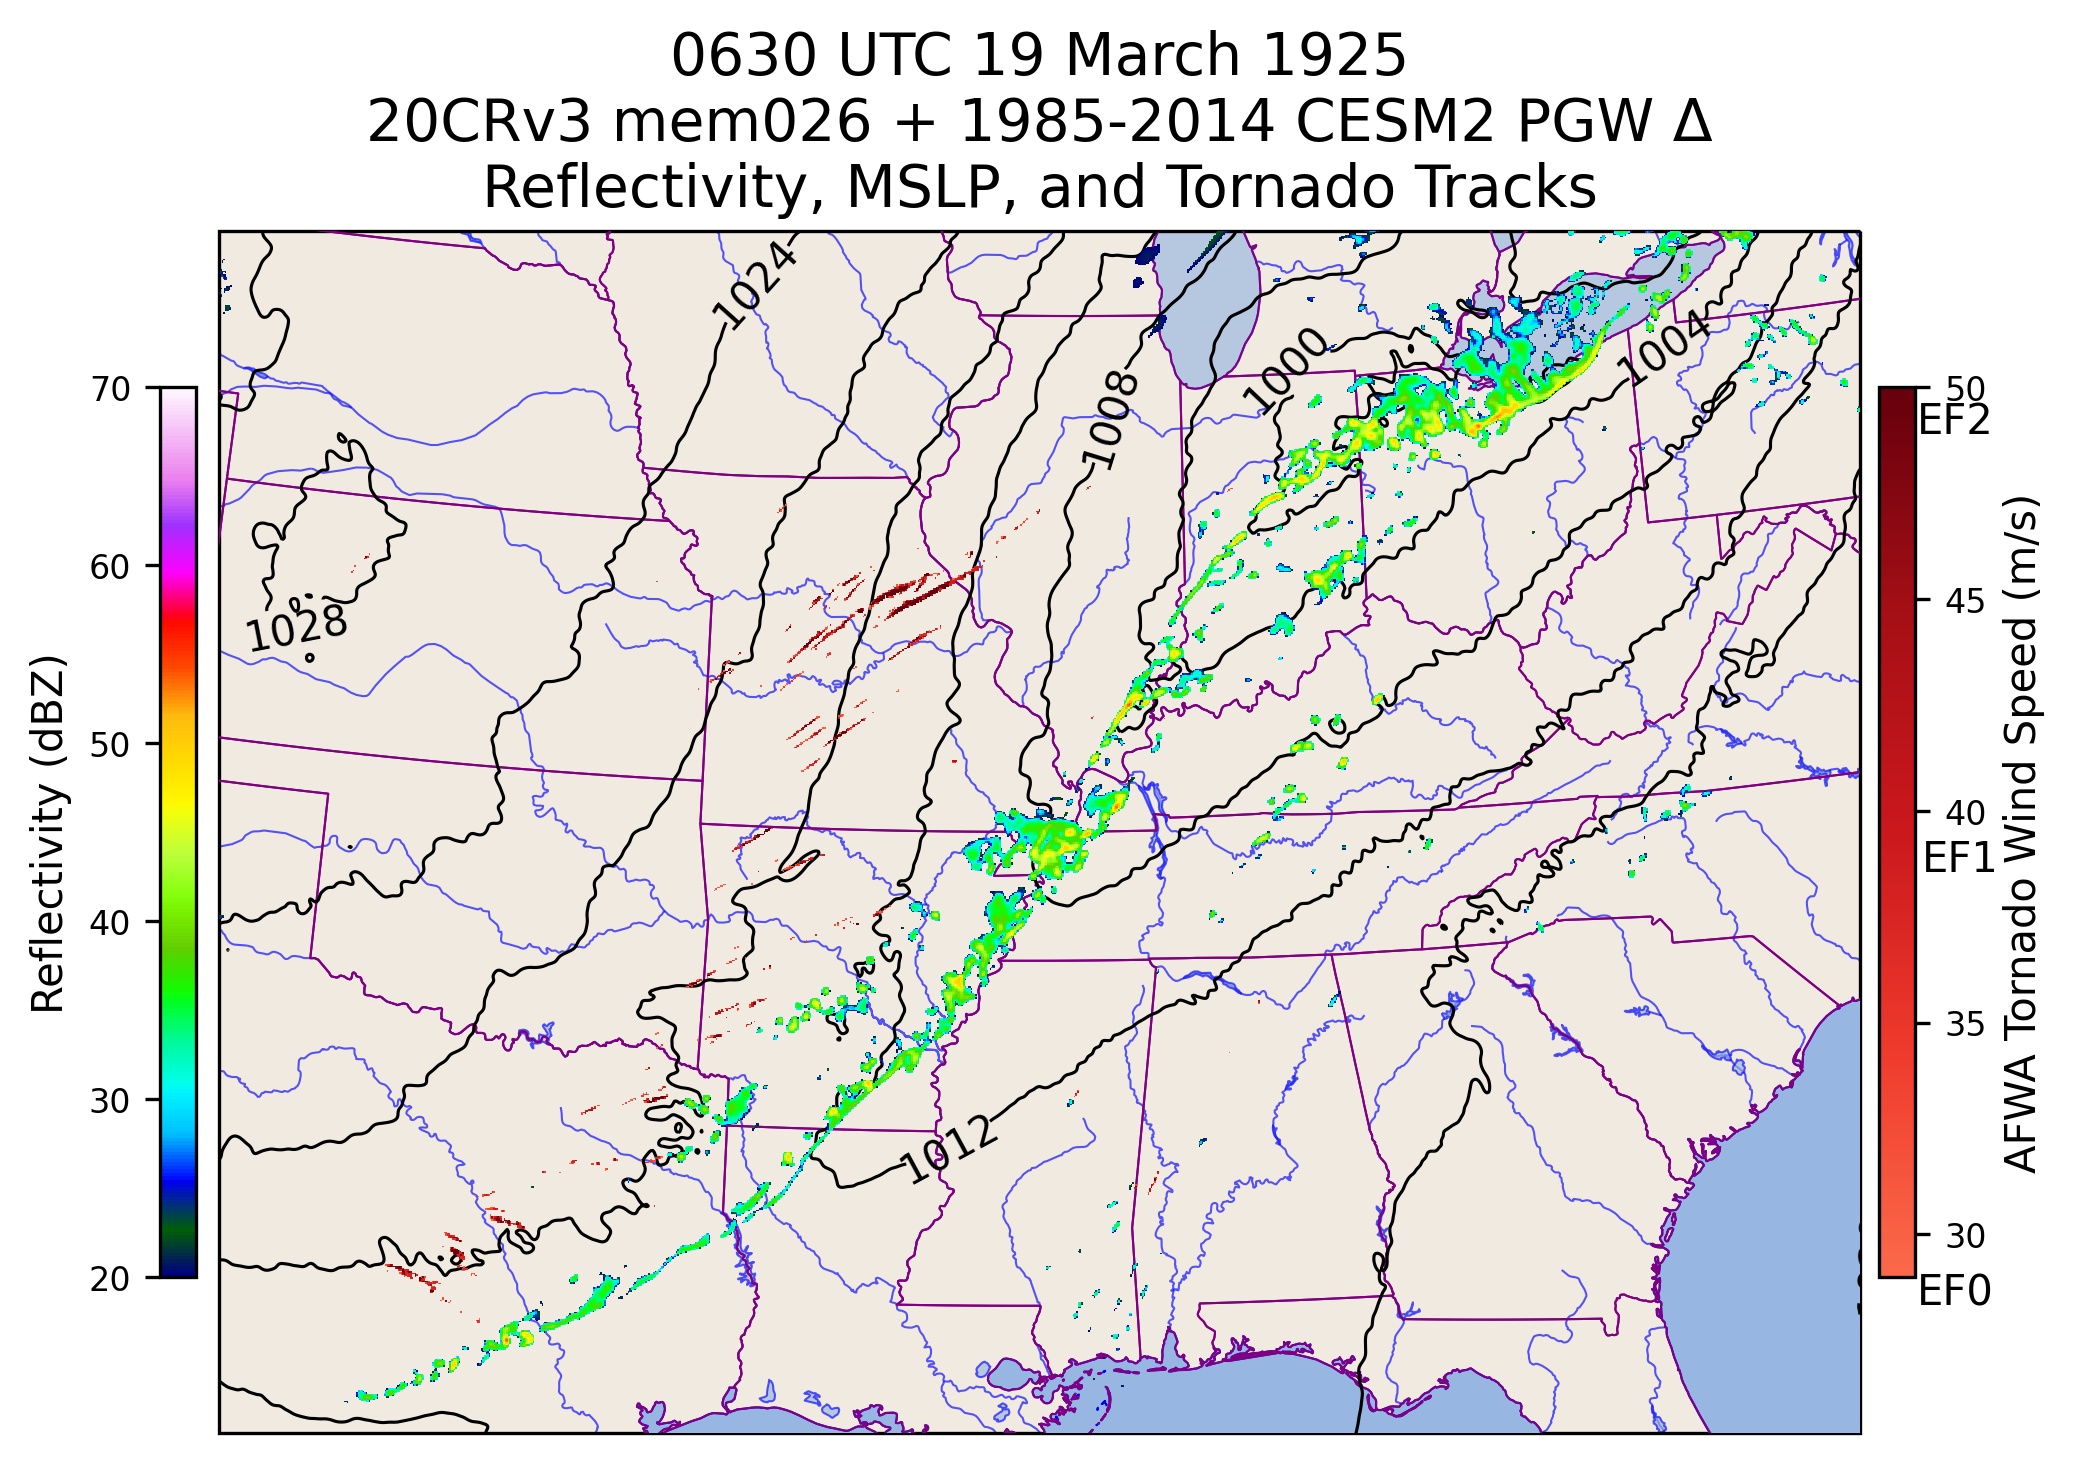 0630 UTC 19 March 1925
20CRv3 mem026 + 1985-2014 CESM2 PGW Δ
Reflectivity, MSLP, and Tornado Tracks
Reflectivity (dBZ)
70
60
50
40
30
20
1024
1008
1000
1004
1028
1012
50
EF2
45
40
EF1
35
30
EF0
AFWA Tornado Wind Speed (m/s)